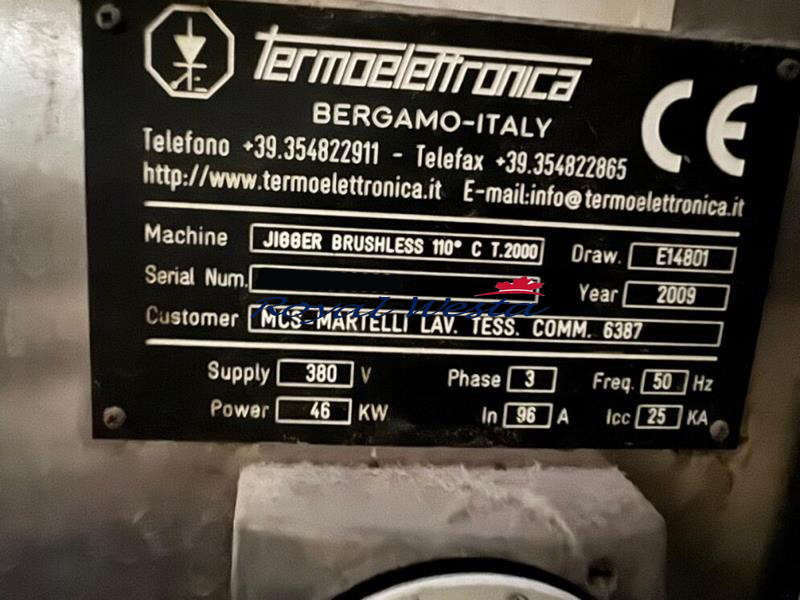 termoelettronica
BERGAMO-ITALY
CE
Telefono +39.354822911 - Telefax +39.354822865
http://www.termoelettronica.it E-mail:info@termoelettronica.it
Machine JIGGER BRUSHLESS 110° C T.2000 Draw. E14801
Serial Num. Year 2009
Royal Westa
Customer MCS-MARTELLI LAV. TESS. COMM. 6387
Supply 380 V Phase 3 Freq. 50 Hz
Power 46 KW In 96 A Icc 25 KA